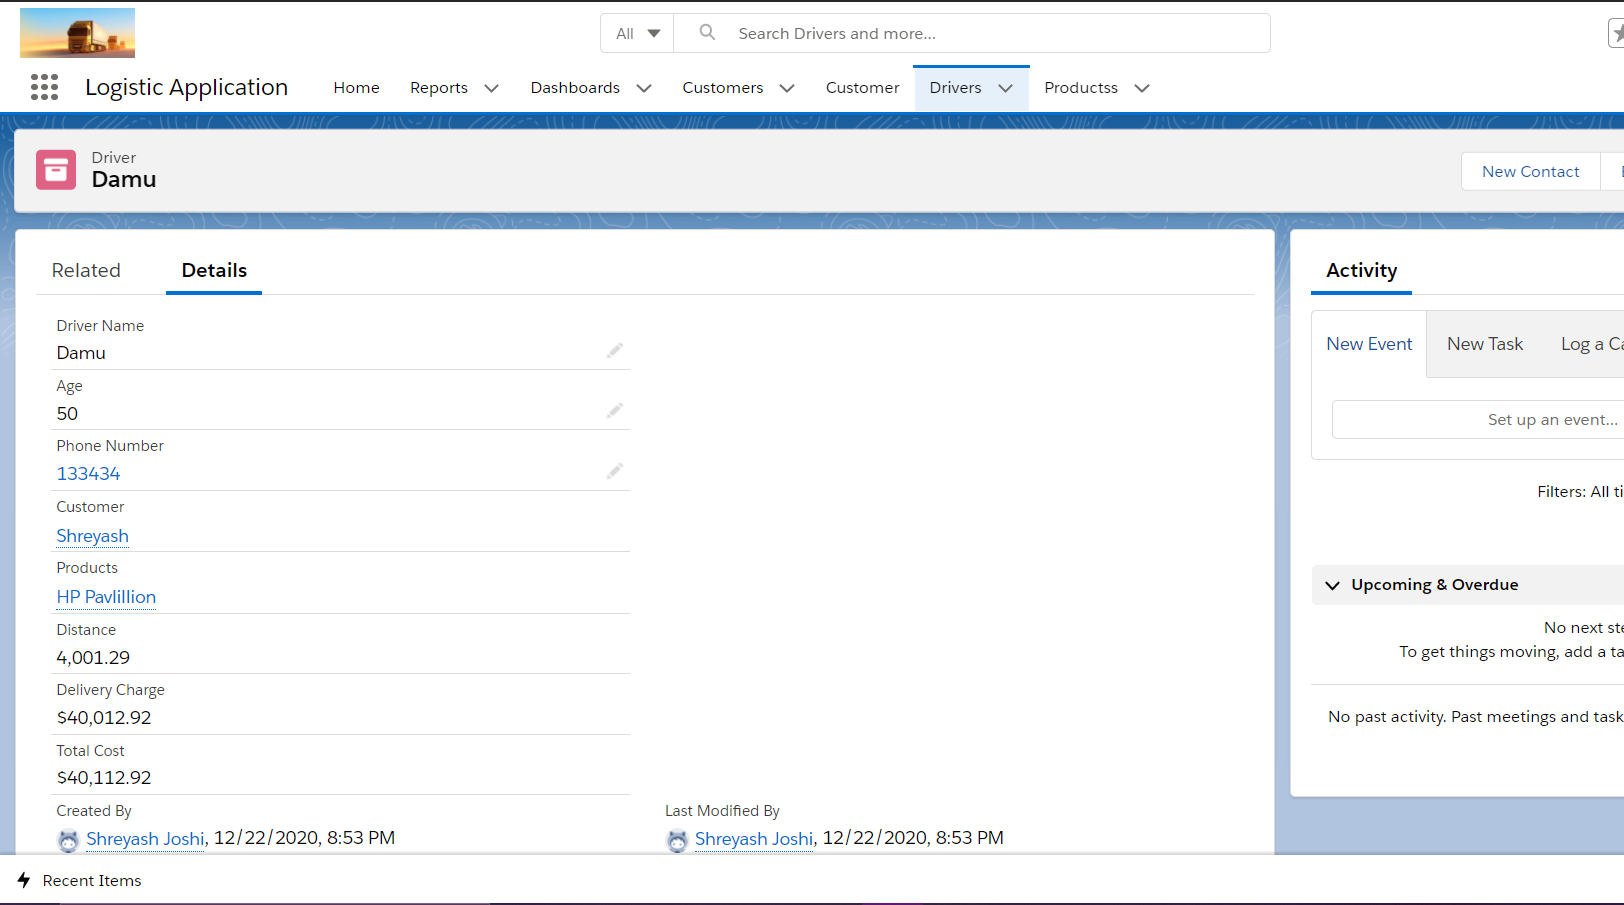 All
Search Drivers and more...
Logistic Application Home Reports Dashboards Customers Customer Drivers Productss
Driver
Damu
New Contact
Related Details
Driver Name
Damu
Age
50
Phone Number
133434
Customer
Shreyash
Products
HP Pavlillion
Distance
4,001.29
Delivery Charge
$40,012.92
Total Cost
$40,112.92
Created By
Shreyash Joshi, 12/22/2020, 8:53 PM
Last Modified By
Shreyash Joshi, 12/22/2020, 8:53 PM
Activity
New Event New Task Log a Ca
Set up an event...
Filters: All ti
Upcoming & Overdue
No next ste
To get things moving, add a ta
No past activity. Past meetings and task
Recent Items